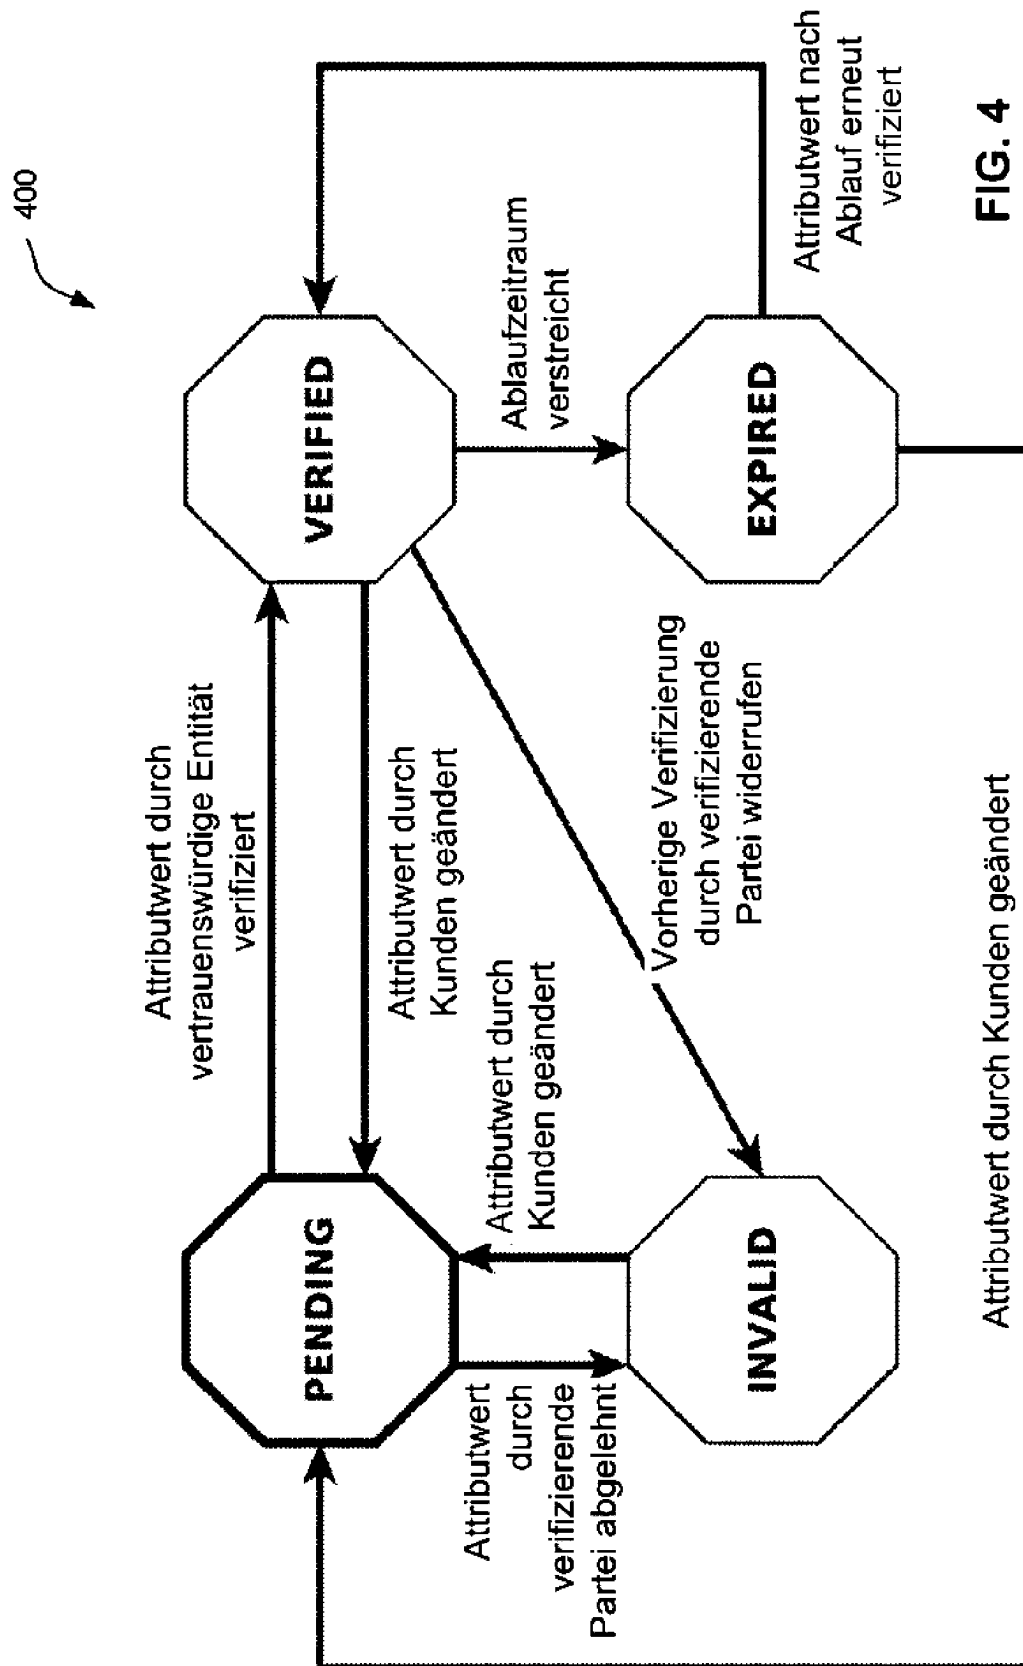 400
Attributwert durch
vertrauenswürdige Entität
verifiziert
PENDING
VERIFIED
Attributwert durch
Kunden geändert
Attributwert
durch
verifizierende
Partei abgelehnt
Attributwert durch
Kunden geändert
Ablaufzeitraum
verstreicht
Vorherige Verifizierung
durch verifizierende
Partei widerrufen
INVALID
EXPIRED
Attributwert nach
Ablauf erneut
verifiziert
Attributwert durch Kunden geändert
FIG. 4